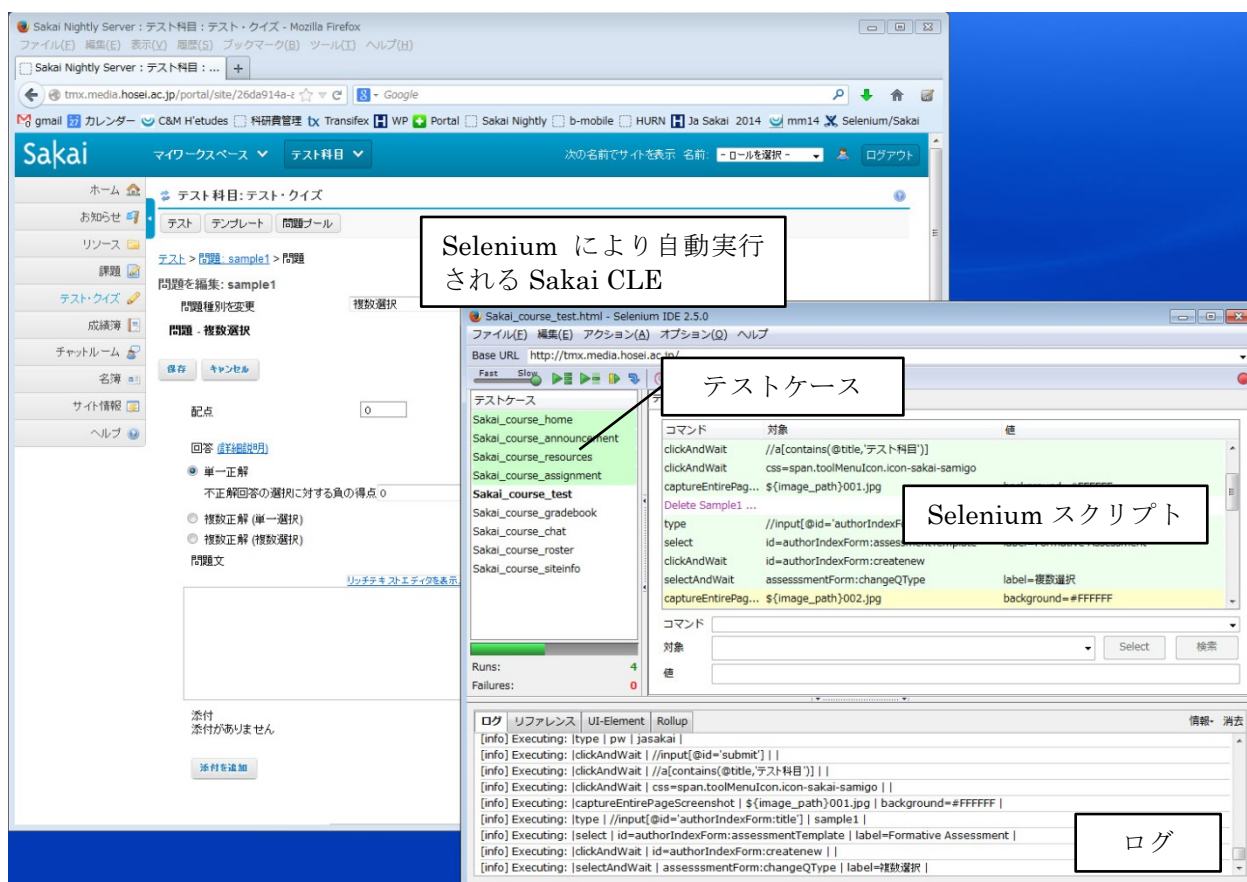 Sakai Nightly Server : テスト科目 : テスト・クイズ - Mozilla Firefox
ファイル(F) 編集(E) 表示(V) 履歴(S) ブックマーク(B) ツール(T) ヘルプ(H)
Sakai Nightly Server : テスト科目 : ... +
tmx.media.hosei.ac.jp/portal/site/26da914a-
8 - Google
gmail 27 カレンダー C&M H'etudes 科研費管理 tx Transifex H WP Portal Sakai Nightly b-mobile HURN H Ja Sakai 2014 mm14 Selenium/Sakai
Sakai マイワークスペース テスト科目 次の名前でサイトを表示 名前: - ロールを選択 - ログアウト
ホーム
お知らせ
リソース
課題
テスト・クイズ
成績簿
チャットルーム
名簿
サイト情報
ヘルプ
テスト科目: テスト・クイズ
テスト テンプレート 問題プール
テスト > 問題: sample1 > 問題
問題を編集: sample1
問題種別を変更 複数選択
問題 - 複数選択
保存 キャンセル
配点 0
回答 (詳細説明)
単一正解
不正解回答の選択に対する負の得点 0
複数正解 (単一選択)
複数正解 (複数選択)
問題文
リッチテキストエディタを表示
添付
添付がありません
添付を追加
Selenium により自動実行
される Sakai CLE
Sakai_course_test.html - Selenium IDE 2.5.0
ファイル(F) 編集(E) アクション(A) オプション(O) ヘルプ
Base URL http://tmx.media.hosei.ac.jp/
Fast Slow
テストケース
テストケース
Sakai_course_home
Sakai_course_announcement
Sakai_course_resources
Sakai_course_assignment
Sakai_course_test
Sakai_course_gradebook
Sakai_course_chat
Sakai_course_roster
Sakai_course_siteinfo
Runs: 4
Failures: 0
コマンド 対象 値
clickAndWait //a[contains(@title,'テスト科目')]
clickAndWait css=span.toolMenuIcon.icon-sakai-samigo
captureEntirePag... ${image_path}001.jpg background=#FFFFFF
Delete Sample1 ...
type //input[@id='authorIndexF
select id=authorIndexForm:assessmentTemplate label=Formative Assessment
clickAndWait id=authorIndexForm:createnew
selectAndWait assesssmentForm:changeQType label=複数選択
captureEntirePag... ${image_path}002.jpg background=#FFFFFF
Selenium スクリプト
コマンド
対象 Select 検索
値
ログ リファレンス UI-Element Rollup 情報 消去
[info] Executing: |type | pw | jasakai |
[info] Executing: |clickAndWait | //input[@id='submit'] | |
[info] Executing: |clickAndWait | //a[contains(@title,'テスト科目')] | |
[info] Executing: |clickAndWait | css=span.toolMenuIcon.icon-sakai-samigo | |
[info] Executing: |captureEntirePageScreenshot | ${image_path}001.jpg | background=#FFFFFF |
[info] Executing: |type | //input[@id='authorIndexForm:title'] | sample1 |
[info] Executing: |select | id=authorIndexForm:assessmentTemplate | label=Formative Assessment |
[info] Executing: |clickAndWait | id=authorIndexForm:createnew | |
[info] Executing: |selectAndWait | assesssmentForm:changeQType | label=複数選択 |
ログ